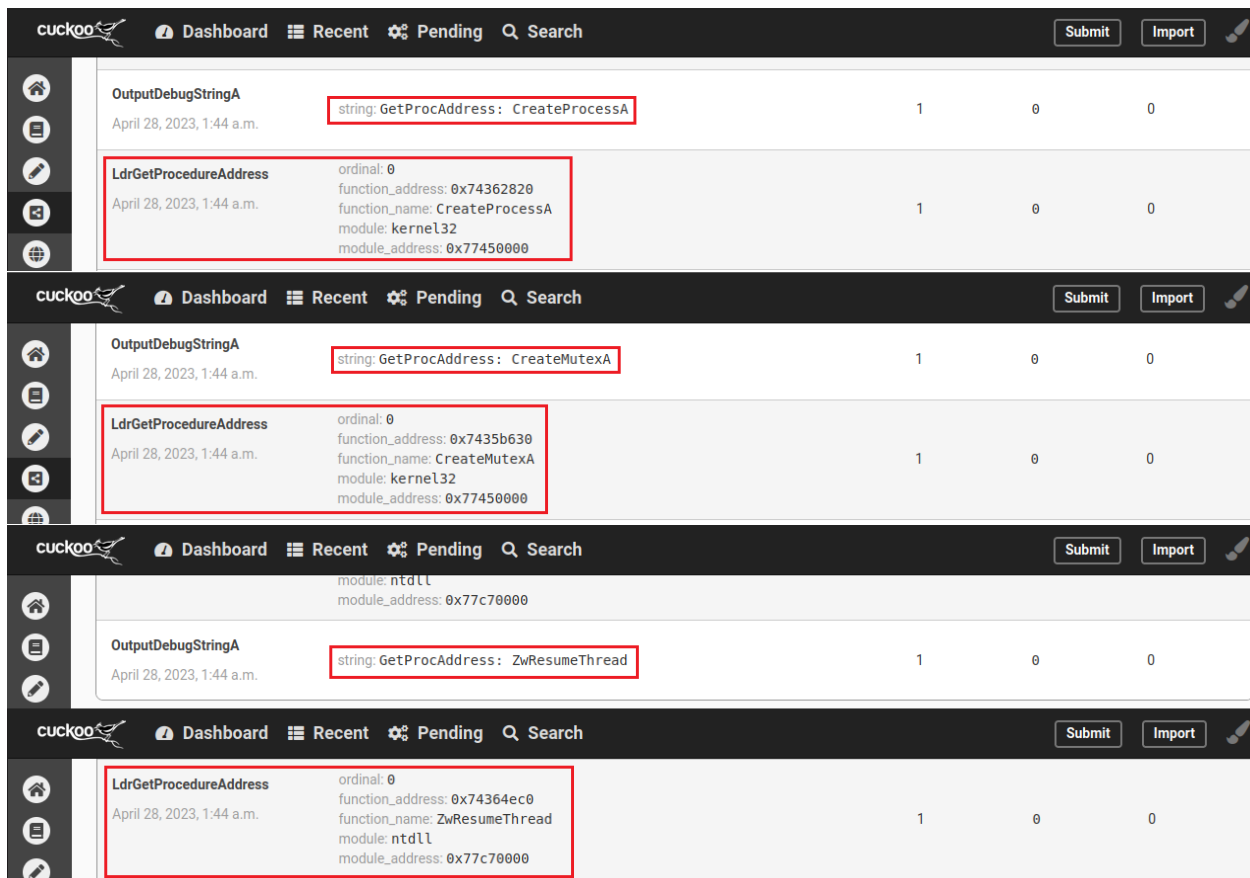 cuckoo Dashboard Recent Pending Search Submit Import
OutputDebugStringA
April 28, 2023, 1:44 a.m.
string: GetProcAddress: CreateProcessA
1 0 0
LdrGetProcedureAddress
April 28, 2023, 1:44 a.m.
ordinal: 0
function_address: 0x74362820
function_name: CreateProcessA
module: kernel32
module_address: 0x77450000
1 0 0
cuckoo Dashboard Recent Pending Search Submit Import
OutputDebugStringA
April 28, 2023, 1:44 a.m.
string: GetProcAddress: CreateMutexA
1 0 0
LdrGetProcedureAddress
April 28, 2023, 1:44 a.m.
ordinal: 0
function_address: 0x7435b630
function_name: CreateMutexA
module: kernel32
module_address: 0x77450000
1 0 0
cuckoo Dashboard Recent Pending Search Submit Import
module: ntdll
module_address: 0x77c70000
OutputDebugStringA
April 28, 2023, 1:44 a.m.
string: GetProcAddress: ZwResumeThread
1 0 0
cuckoo Dashboard Recent Pending Search Submit Import
LdrGetProcedureAddress
April 28, 2023, 1:44 a.m.
ordinal: 0
function_address: 0x74364ec0
function_name: ZwResumeThread
module: ntdll
module_address: 0x77c70000
1 0 0